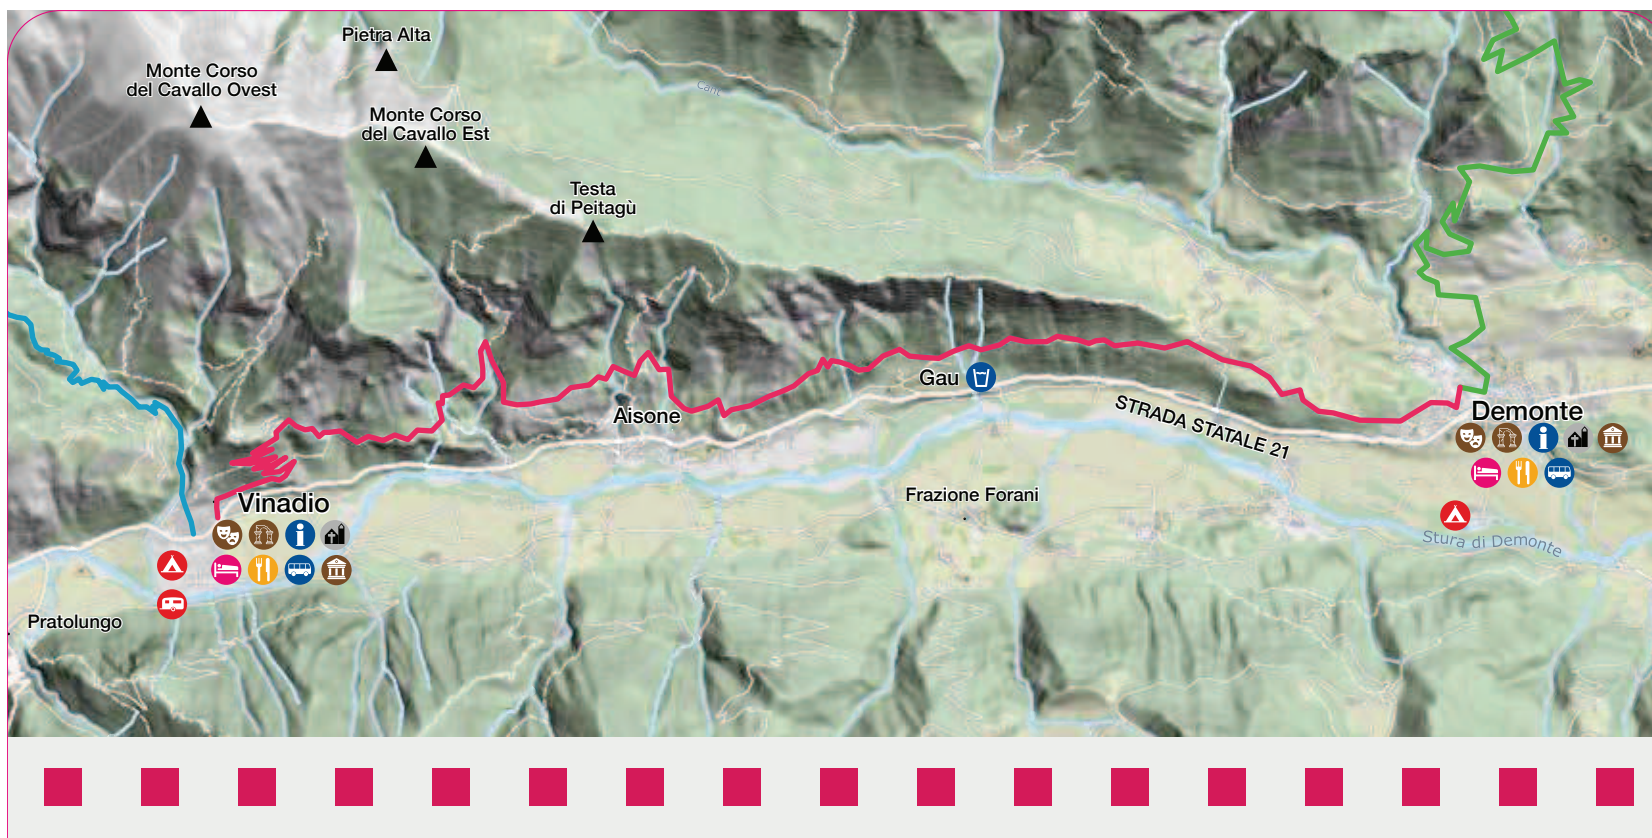 Pietra Alta
Monte Corso
del Cavallo Ovest
Monte Corso
del Cavallo Est
Cant
Testa
di Peitagù
Gau
Aisone
STRADA STATALE 21
Demonte
Vinadio
Frazione Forani
Stura di Demonte
Pratolungo